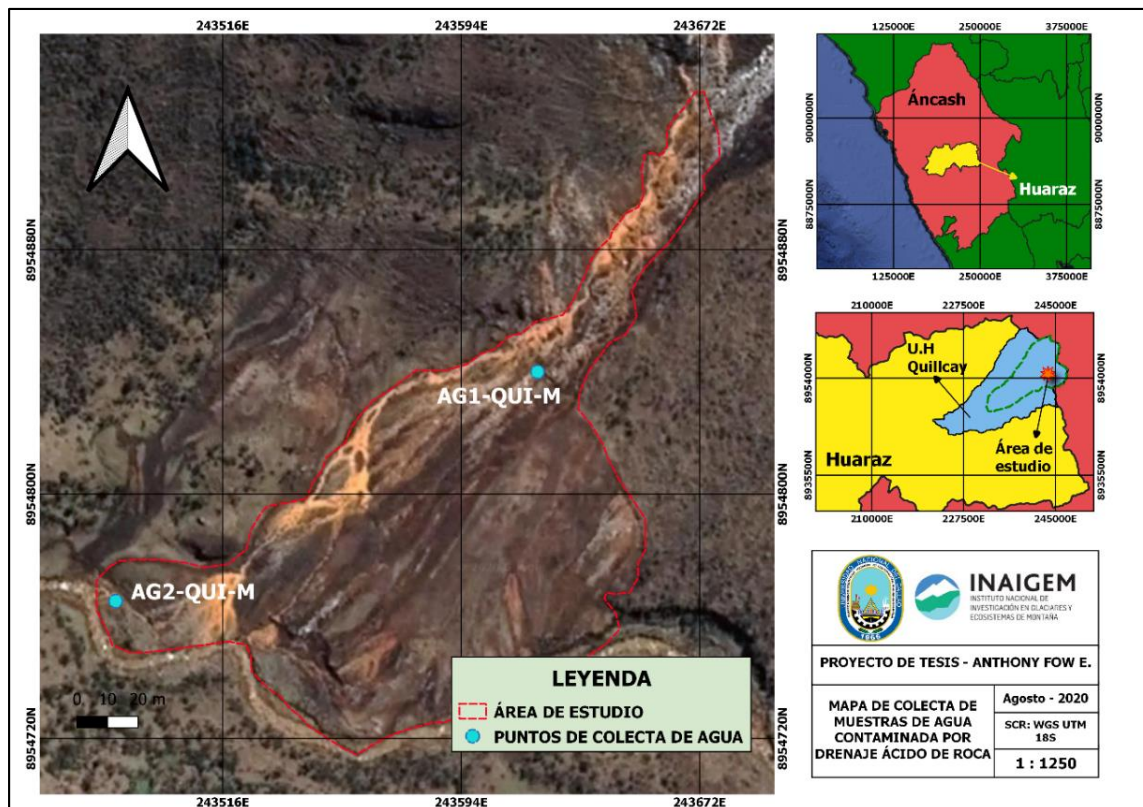 243516E 243594E 243672E
8954880N 8954880N
8954800N 8954800N
8954720N 8954720N
AG1-QUI-M
AG2-QUI-M
0 10 20 m
LEYENDA
ÁREA DE ESTUDIO
PUNTOS DE COLECTA DE AGUA
243516E 243594E 243672E
125000E 250000E 375000E
9000000N 9000000N
8875000N 8875000N
Áncash
Huaraz
125000E 250000E 375000E
210000E 227500E 245000E
8954000N 8954000N
8935500N 8935500N
U.H
Quillcay
Huaraz
Área de
estudio
210000E 227500E 245000E
1866
INAIGEM
INSTITUTO NACIONAL DE
INVESTIGACIÓN EN GLACIARES Y
ECOSISTEMAS DE MONTAÑA
PROYECTO DE TESIS - ANTHONY FOW E.
MAPA DE COLECTA DE
MUESTRAS DE AGUA
CONTAMINADA POR
DRENAJE ÁCIDO DE ROCA
Agosto - 2020
SCR: WGS UTM
18S
1 : 1250